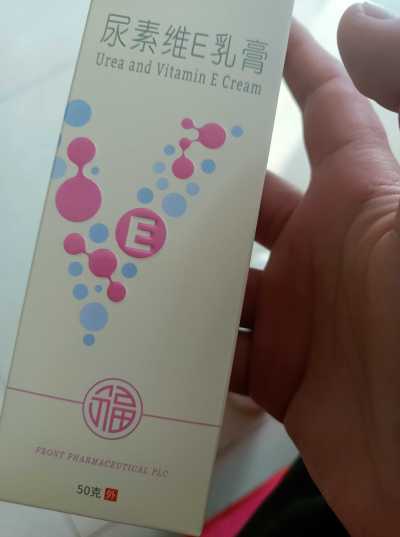 尿素维E乳膏
Urea and Vitamin E Cream
E
福
FRONT PHARMACEUTICAL PLC
50克 外